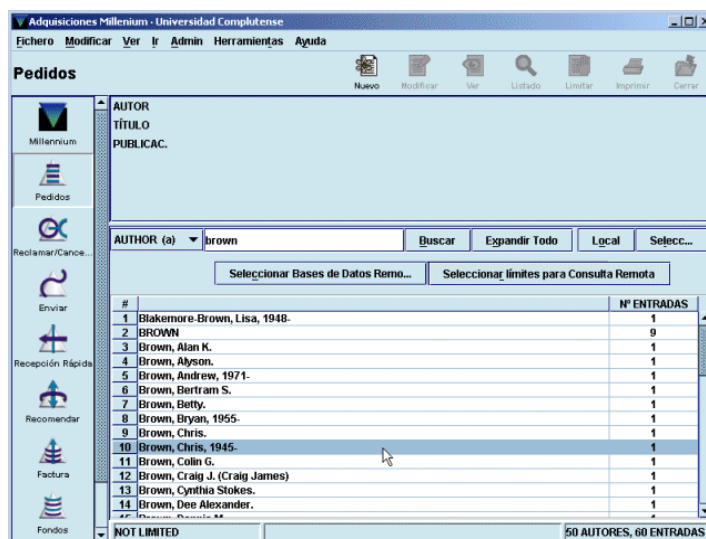 Adquisiciones Millenium · Universidad Complutense
Fichero Modificar Ver Ir Admin Herramientas Ayuda
Pedidos
Nuevo Modificar Ver Listado Limitar Imprimir Cerrar
Millennium
Pedidos
Reclamar/Cance...
Enviar
Recepción Rápida
Recomendar
Factura
Fondos
AUTOR
TÍTULO
PUBLICAC.
AUTHOR (a) brown Buscar Expandir Todo Local Selecc...
Seleccionar Bases de Datos Remo... Seleccionar límites para Consulta Remota
# Nº ENTRADAS
1 Blakemore-Brown, Lisa, 1948- 1
2 BROWN 9
3 Brown, Alan K. 1
4 Brown, Alyson. 1
5 Brown, Andrew, 1971- 1
6 Brown, Bertram S. 1
7 Brown, Betty. 1
8 Brown, Bryan, 1955- 1
9 Brown, Chris. 1
10 Brown, Chris, 1945- 1
11 Brown, Colin G. 1
12 Brown, Craig J. (Craig James) 1
13 Brown, Cynthia Stokes. 1
14 Brown, Dee Alexander. 1
NOT LIMITED 50 AUTORES, 60 ENTRADAS